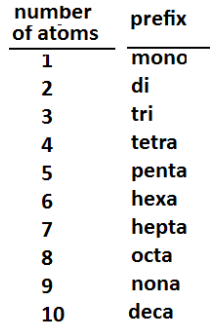 number of atoms prefix
1 mono
2 di
3 tri
4 tetra
5 penta
6 hexa
7 hepta
8 octa
9 nona
10 deca